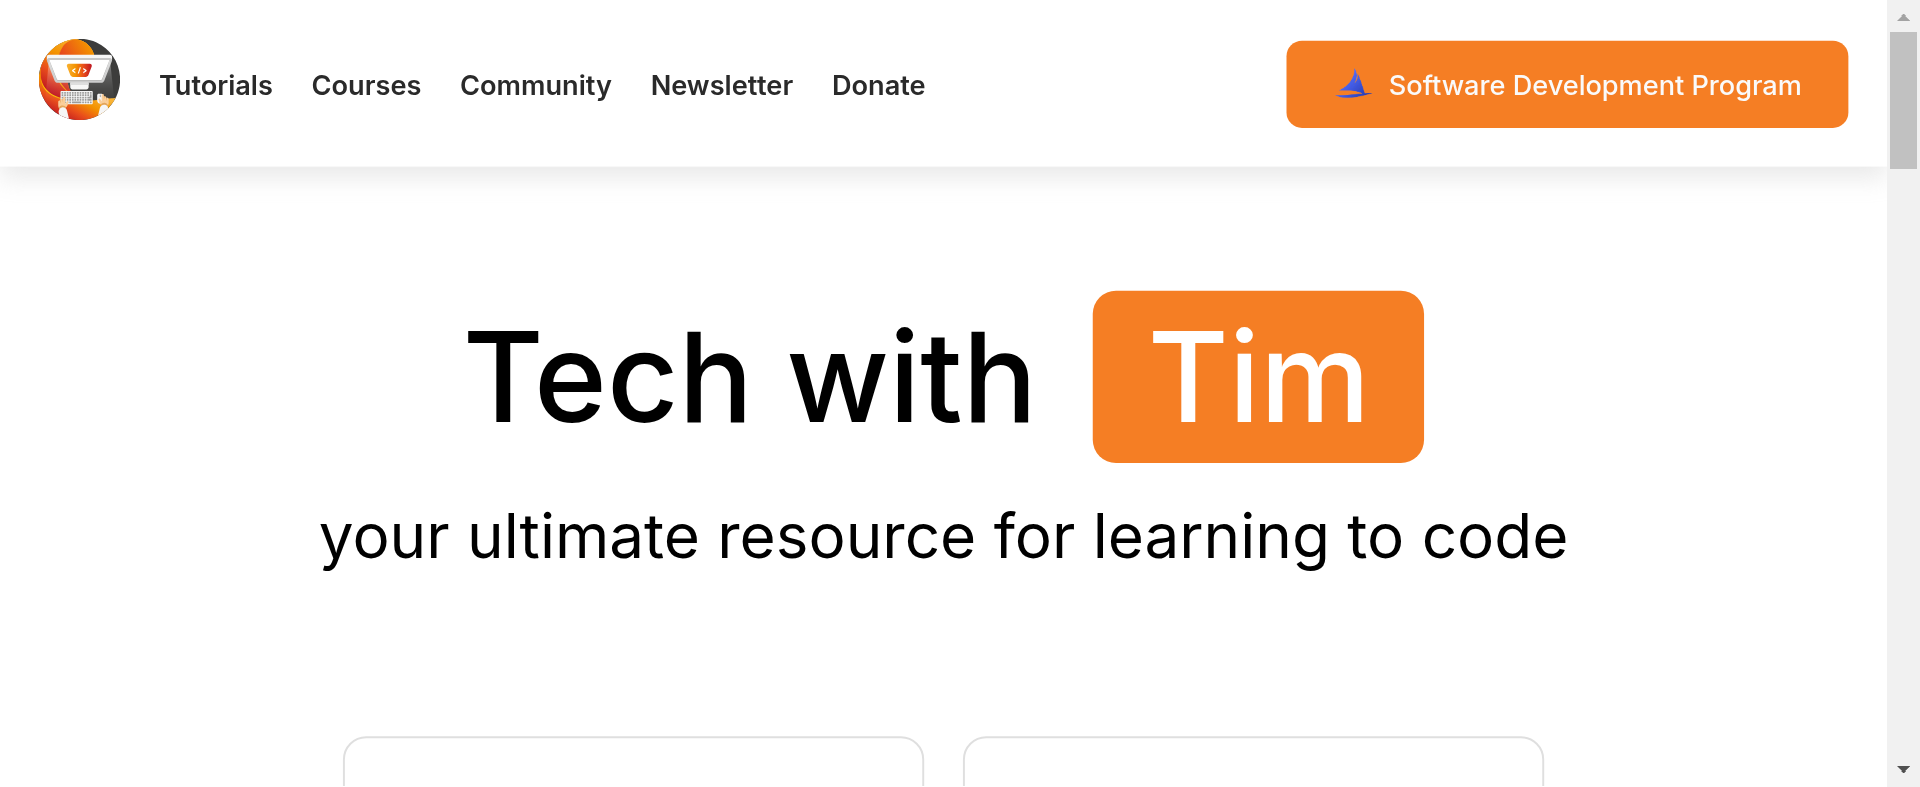 Tutorials Courses Community Newsletter Donate Software Development Program
Tech with Tim
your ultimate resource for learning to code